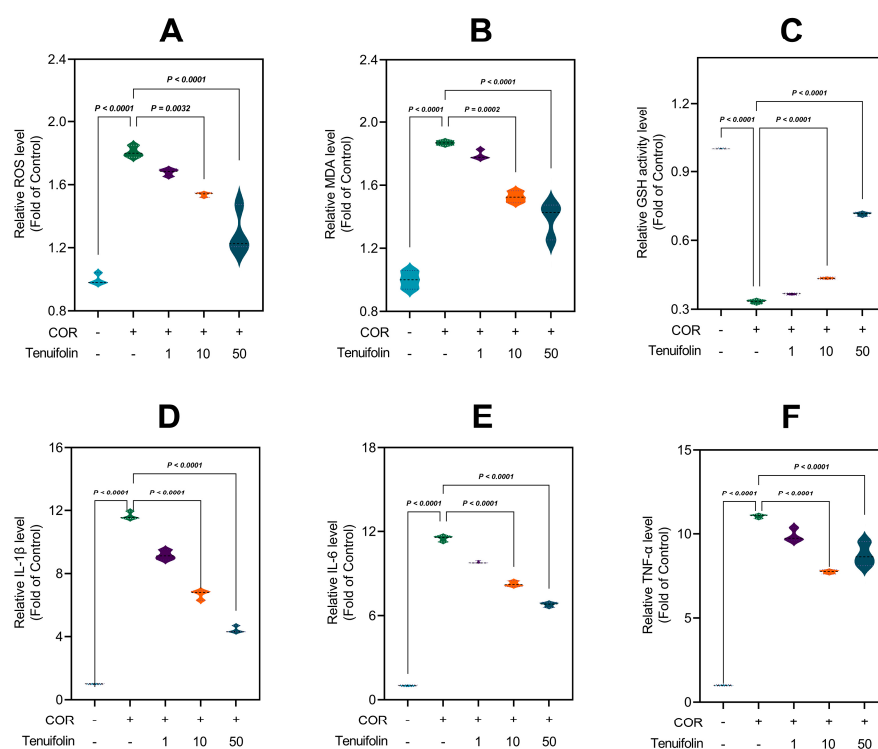 A
2.4
2.0
1.6
1.2
0.8
Relative ROS level
(Fold of Control)
P < 0.0001
P < 0.0001
P = 0.0032
COR - + + + +
Tenuifolin - - 1 10 50
B
2.4
2.0
1.6
1.2
0.8
Relative MDA level
(Fold of Control)
P < 0.0001
P < 0.0001
P = 0.0002
COR - + + + +
Tenuifolin - - 1 10 50
C
1.2
0.9
0.6
0.3
Relative GSH activity level
(Fold of Control)
P < 0.0001
P < 0.0001
P < 0.0001
COR - + + + +
Tenuifolin - - 1 10 50
D
16
12
8
4
0
Relative IL-1β level
(Fold of Control)
P < 0.0001
P < 0.0001
P < 0.0001
COR - + + + +
Tenuifolin - - 1 10 50
E
18
12
6
0
Relative IL-6 level
(Fold of Control)
P < 0.0001
P < 0.0001
P < 0.0001
COR - + + + +
Tenuifolin - - 1 10 50
F
15
10
5
0
Relative TNF-α level
(Fold of Control)
P < 0.0001
P < 0.0001
P < 0.0001
COR - + + + +
Tenuifolin - - 1 10 50